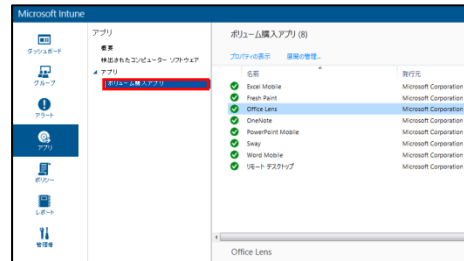 Microsoft Intune
ダッシュボード
グループ
アラート
アプリ
ポリシー
レポート
管理者
アプリ
概要
検出されたコンピューター ソフトウェア
アプリ
ボリューム購入アプリ
ボリューム購入アプリ (8)
プロパティの表示 展開の管理...
名前 発行元
Excel Mobile Microsoft Corporation
Fresh Paint Microsoft Corporation
Office Lens Microsoft Corporation
OneNote Microsoft Corporation
PowerPoint Mobile Microsoft Corporation
Sway Microsoft Corporation
Word Mobile Microsoft Corporation
リモート デスクトップ Microsoft Corporation
Office Lens